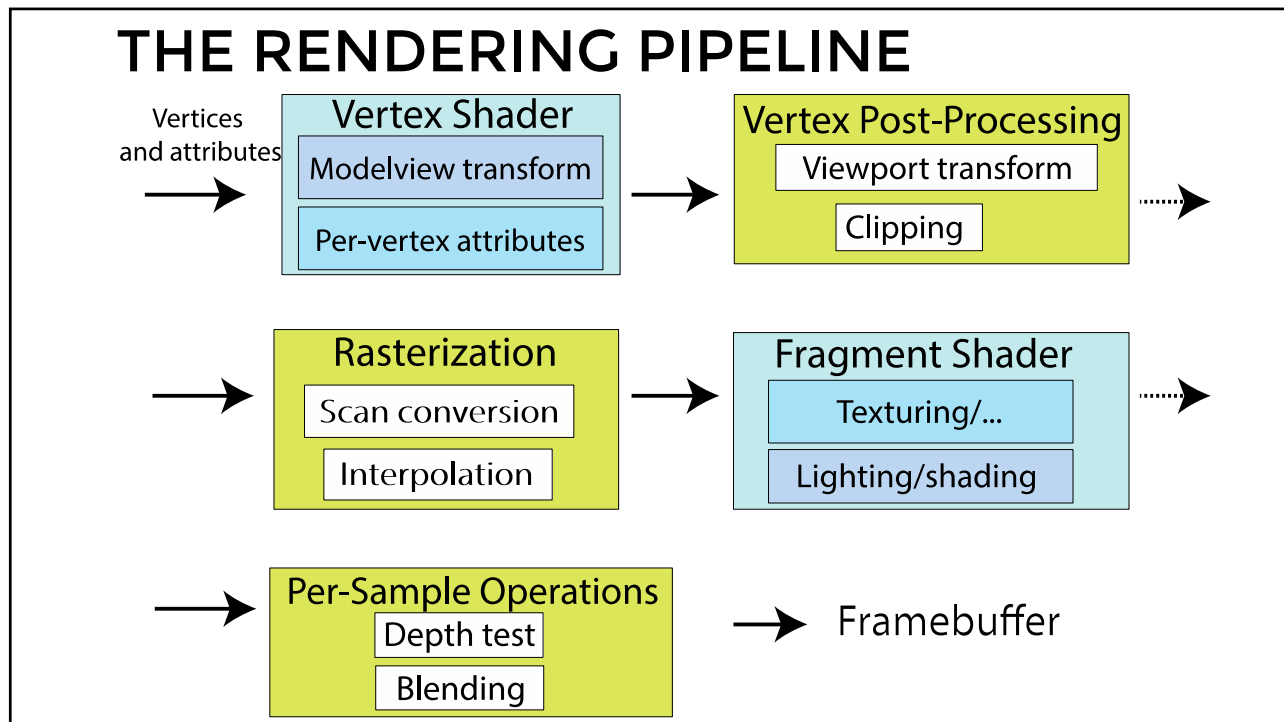 THE RENDERING PIPELINE
Vertices
and attributes
Vertex Shader
Modelview transform
Per-vertex attributes
Vertex Post-Processing
Viewport transform
Clipping
Rasterization
Scan conversion
Interpolation
Fragment Shader
Texturing/...
Lighting/shading
Per-Sample Operations
Depth test
Blending
Framebuffer